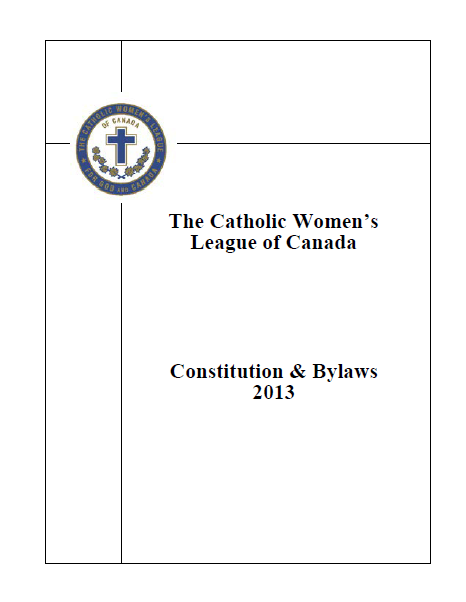 THE CATHOLIC WOMEN'S LEAGUE
OF CANADA
FOR GOD AND CANADA
The Catholic Women's
League of Canada
Constitution & Bylaws
2013